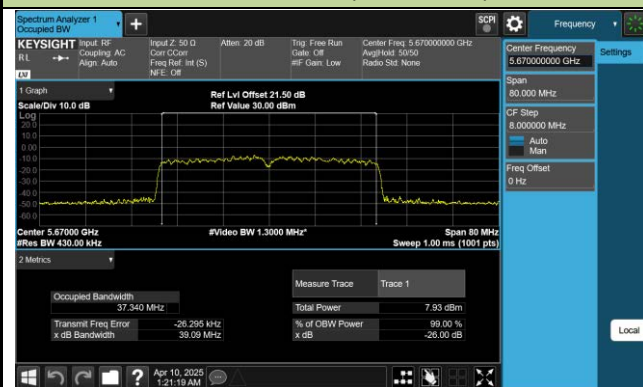 Spectrum Analyzer 1
Occupied BW
+
SCPI
Frequency
KEYSIGHT
RL
LXI
Input: RF
Coupling: AC
Align: Auto
Input Z: 50 Ω
Corr CCorr
Freq Ref: Int (S)
NFE: Off
Atten: 20 dB
Trig: Free Run
Gate: Off
#IF Gain: Low
Center Freq: 5.670000000 GHz
Avg|Hold: 50/50
Radio Std: None
Center Frequency
5.670000000 GHz
Settings
Span
80.000 MHz
CF Step
8.000000 MHz
Auto
Man
Freq Offset
0 Hz
1 Graph
Scale/Div 10.0 dB
Ref Lvl Offset 21.50 dB
Ref Value 30.00 dBm
Log
20.0
10.0
0.00
-10.0
-20.0
-30.0
-40.0
-50.0
-60.0
Center 5.67000 GHz
#Res BW 430.00 kHz
#Video BW 1.3000 MHz*
Span 80 MHz
Sweep 1.00 ms (1001 pts)
2 Metrics
Measure Trace Trace 1
Occupied Bandwidth
37.340 MHz
Total Power 7.93 dBm
Transmit Freq Error -26.295 kHz
% of OBW Power 99.00 %
x dB Bandwidth 39.09 MHz
x dB -26.00 dB
Local
?
Apr 10, 2025
1:21:19 AM